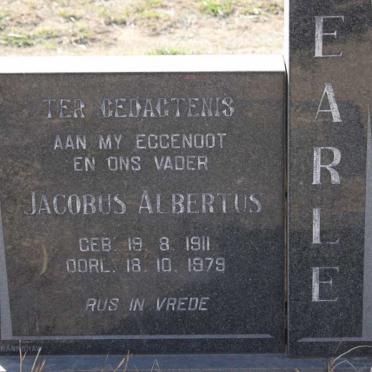 TER GEDAGTENIS
AAN MY EGGENOOT
EN ONS VADER
JACOBUS ALBERTUS
GEB. 19. 8. 1911
OORL. 18. 10. 1979
RUS IN VREDE
EARLE